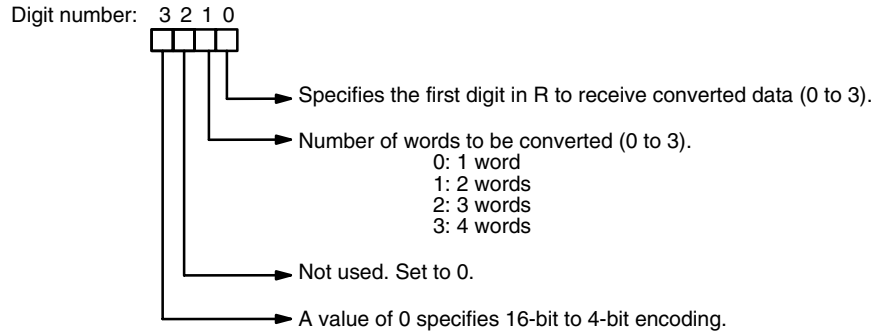 Digit number: 3 2 1 0
Specifies the first digit in R to receive converted data (0 to 3).
Number of words to be converted (0 to 3).
0: 1 word
1: 2 words
2: 3 words
3: 4 words
Not used. Set to 0.
A value of 0 specifies 16-bit to 4-bit encoding.